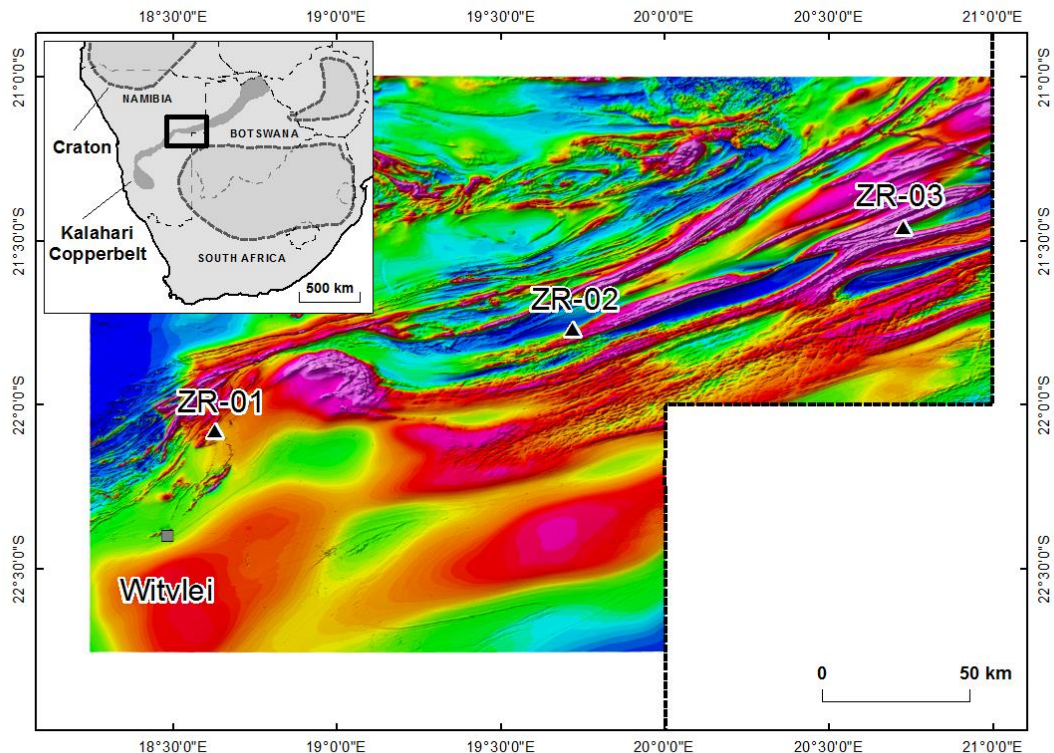 18°30'0"E 19°0'0"E 19°30'0"E 20°0'0"E 20°30'0"E 21°0'0"E
21°0'0"S
21°30'0"S
22°0'0"S
22°30'0"S
NAMIBIA
BOTSWANA
Craton
Kalahari
Copperbelt
SOUTH AFRICA
500 km
ZR-03
ZR-02
ZR-01
Witvlei
0 50 km
21°0'0"S
21°30'0"S
22°0'0"S
22°30'0"S
18°30'0"E 19°0'0"E 19°30'0"E 20°0'0"E 20°30'0"E 21°0'0"E